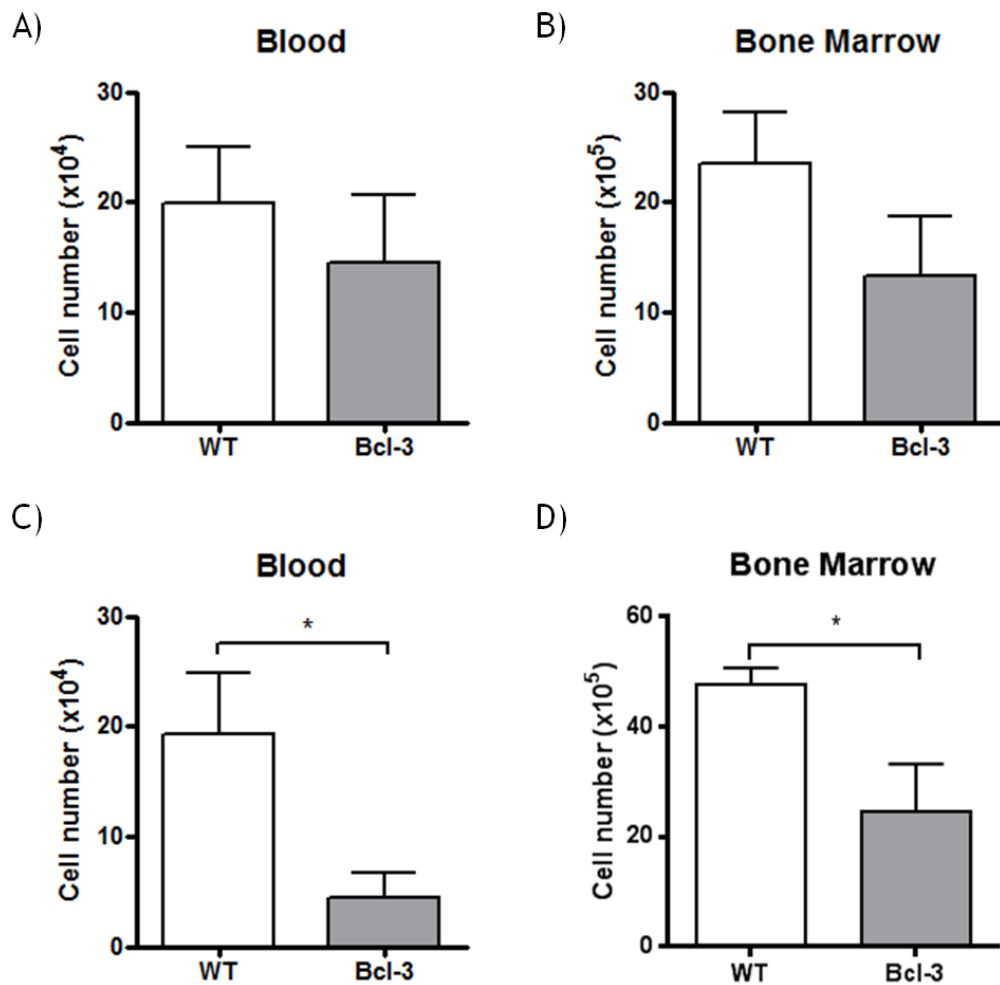 A)
Blood
Cell number (x10⁴)
30
20
10
0
WT
Bcl-3
B)
Bone Marrow
Cell number (x10⁵)
30
20
10
0
WT
Bcl-3
C)
Blood
Cell number (x10⁴)
30
20
10
0
*
WT
Bcl-3
D)
Bone Marrow
Cell number (x10⁵)
60
40
20
0
*
WT
Bcl-3